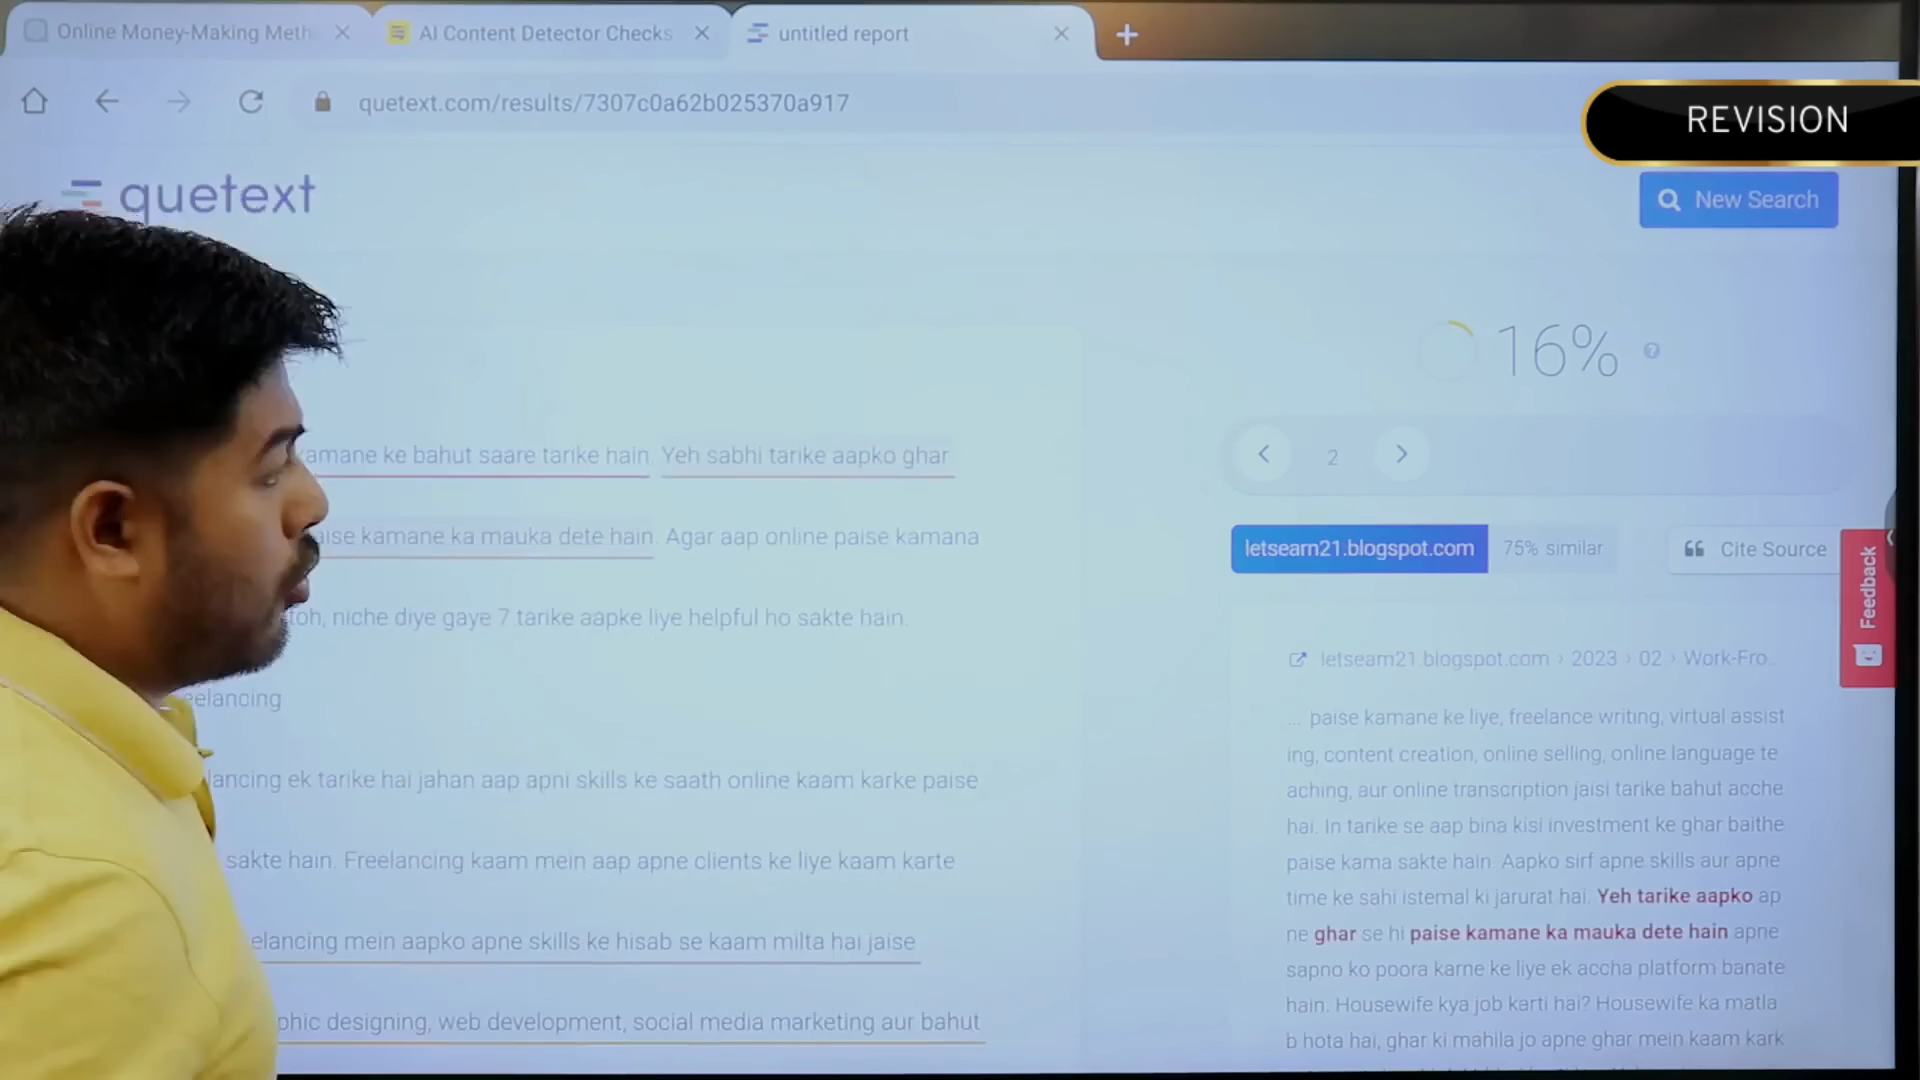 Online Money-Making Meth
AI Content Detector Checks
untitled report
quetext.com/results/7307c0a62b025370a917
REVISION
quetext
New Search
16%
amane ke bahut saare tarike hain. Yeh sabhi tarike aapko ghar
aise kamane ka mauka dete hain. Agar aap online paise kamana
toh, niche diye gaye 7 tarike aapke liye helpful ho sakte hain.
eelancing
lancing ek tarike hai jahan aap apni skills ke saath online kaam karke paise
sakte hain. Freelancing kaam mein aap apne clients ke liye kaam karte
elancing mein aapko apne skills ke hisab se kaam milta hai jaise
phic designing, web development, social media marketing aur bahut
2
letsearn21.blogspot.com 75% similar
Cite Source
Feedback
letsearn21.blogspot.com › 2023 › 02 › Work-Fro...
... paise kamane ke liye, freelance writing, virtual assist
ing, content creation, online selling, online language te
aching, aur online transcription jaisi tarike bahut acche
hai. In tarike se aap bina kisi investment ke ghar baithe
paise kama sakte hain. Aapko sirf apne skills aur apne
time ke sahi istemal ki jarurat hai. Yeh tarike aapko ap
ne ghar se hi paise kamane ka mauka dete hain apne
sapno ko poora karne ke liye ek accha platform banate
hain. Housewife kya job karti hai? Housewife ka matla
b hota hai, ghar ki mahila jo apne ghar mein kaam kark